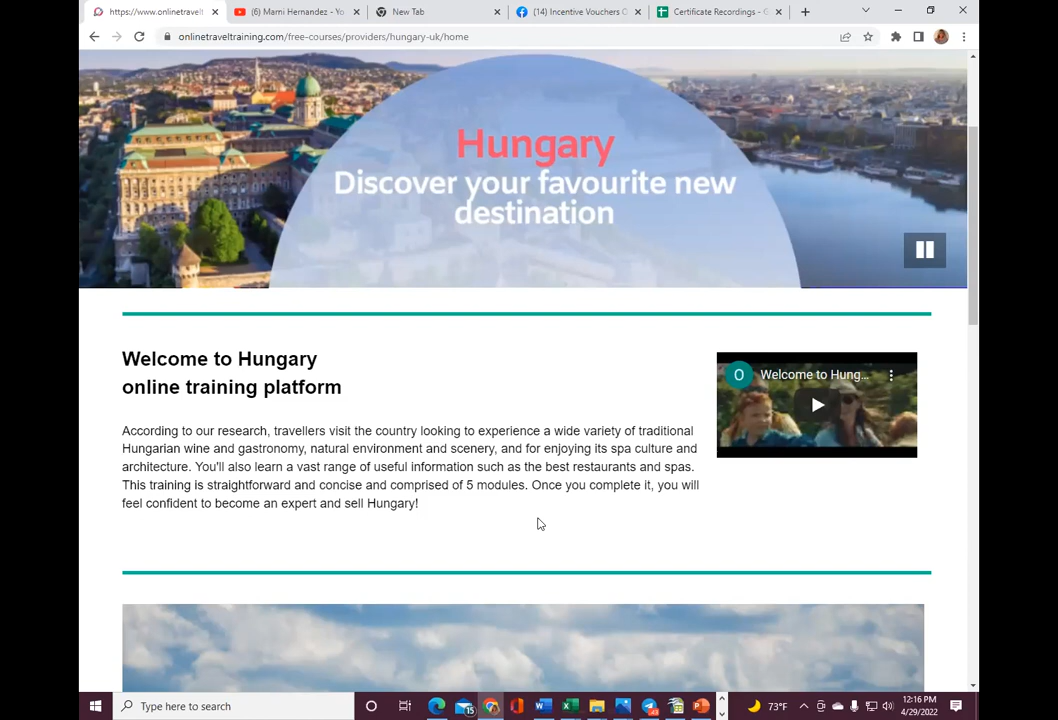 https://www.onlinetravelt
(6) Marni Hernandez - Yo
New Tab
(14) Incentive Vouchers O
Certificate Recordings - G
onlinetraveltraining.com/free-courses/providers/hungary-uk/home
Hungary
Discover your favourite new
destination
Welcome to Hungary
online training platform
O
Welcome to Hung...
According to our research, travellers visit the country looking to experience a wide variety of traditional
Hungarian wine and gastronomy, natural environment and scenery, and for enjoying its spa culture and
architecture. You'll also learn a vast range of useful information such as the best restaurants and spas.
This training is straightforward and concise and comprised of 5 modules. Once you complete it, you will
feel confident to become an expert and sell Hungary!
Type here to search
15
73°F
12:16 PM
4/29/2022